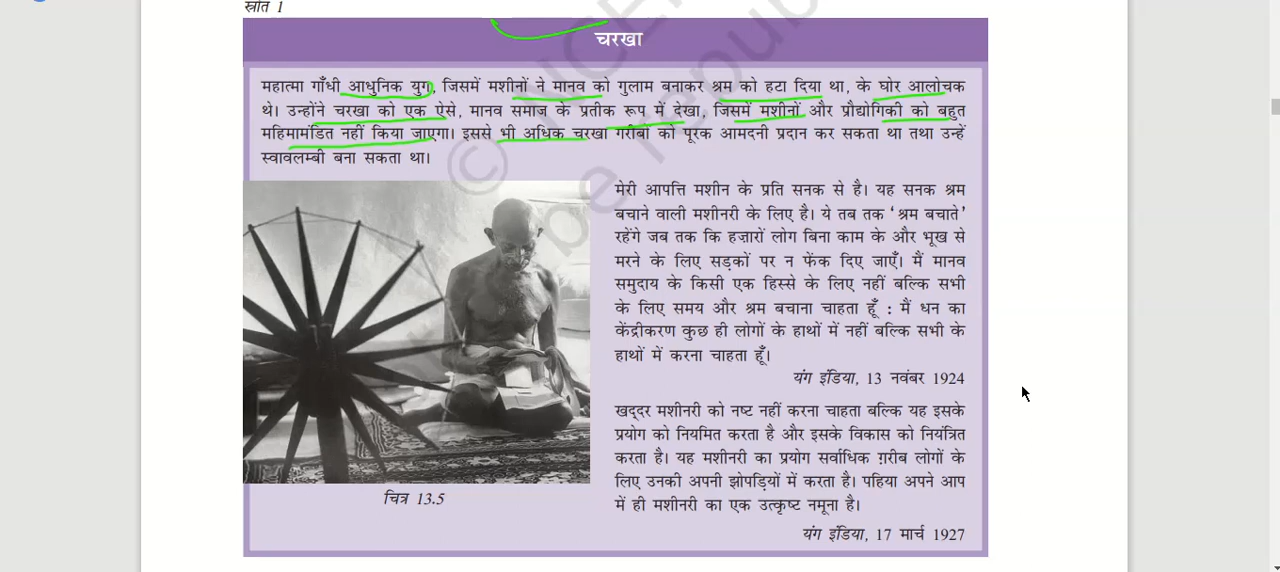 स्रोत 1
चरखा
महात्मा गाँधी आधुनिक युग, जिसमें मशीनों ने मानव को गुलाम बनाकर श्रम को हटा दिया था, के घोर आलोचक
थे। उन्होंने चरखा को एक ऐसे, मानव समाज के प्रतीक रूप में देखा, जिसमें मशीनों और प्रौद्योगिकी को बहुत
महिमामंडित नहीं किया जाएगा। इससे भी अधिक चरखा गरीबों को पूरक आमदनी प्रदान कर सकता था तथा उन्हें
स्वावलम्बी बना सकता था।
मेरी आपत्ति मशीन के प्रति सनक से है। यह सनक श्रम
बचाने वाली मशीनरी के लिए है। ये तब तक ‘श्रम बचाते’
रहेंगे जब तक कि हज़ारों लोग बिना काम के और भूख से
मरने के लिए सड़कों पर न फेंक दिए जाएँ। मैं मानव
समुदाय के किसी एक हिस्से के लिए नहीं बल्कि सभी
के लिए समय और श्रम बचाना चाहता हूँ : मैं धन का
केंद्रीकरण कुछ ही लोगों के हाथों में नहीं बल्कि सभी के
हाथों में करना चाहता हूँ।
यंग इंडिया, 13 नवंबर 1924
खद्दर मशीनरी को नष्ट नहीं करना चाहता बल्कि यह इसके
प्रयोग को नियमित करता है और इसके विकास को नियंत्रित
करता है। यह मशीनरी का प्रयोग सर्वाधिक ग़रीब लोगों के
लिए उनकी अपनी झोपड़ियों में करता है। पहिया अपने आप
में ही मशीनरी का एक उत्कृष्ट नमूना है।
यंग इंडिया, 17 मार्च 1927
चित्र 13.5